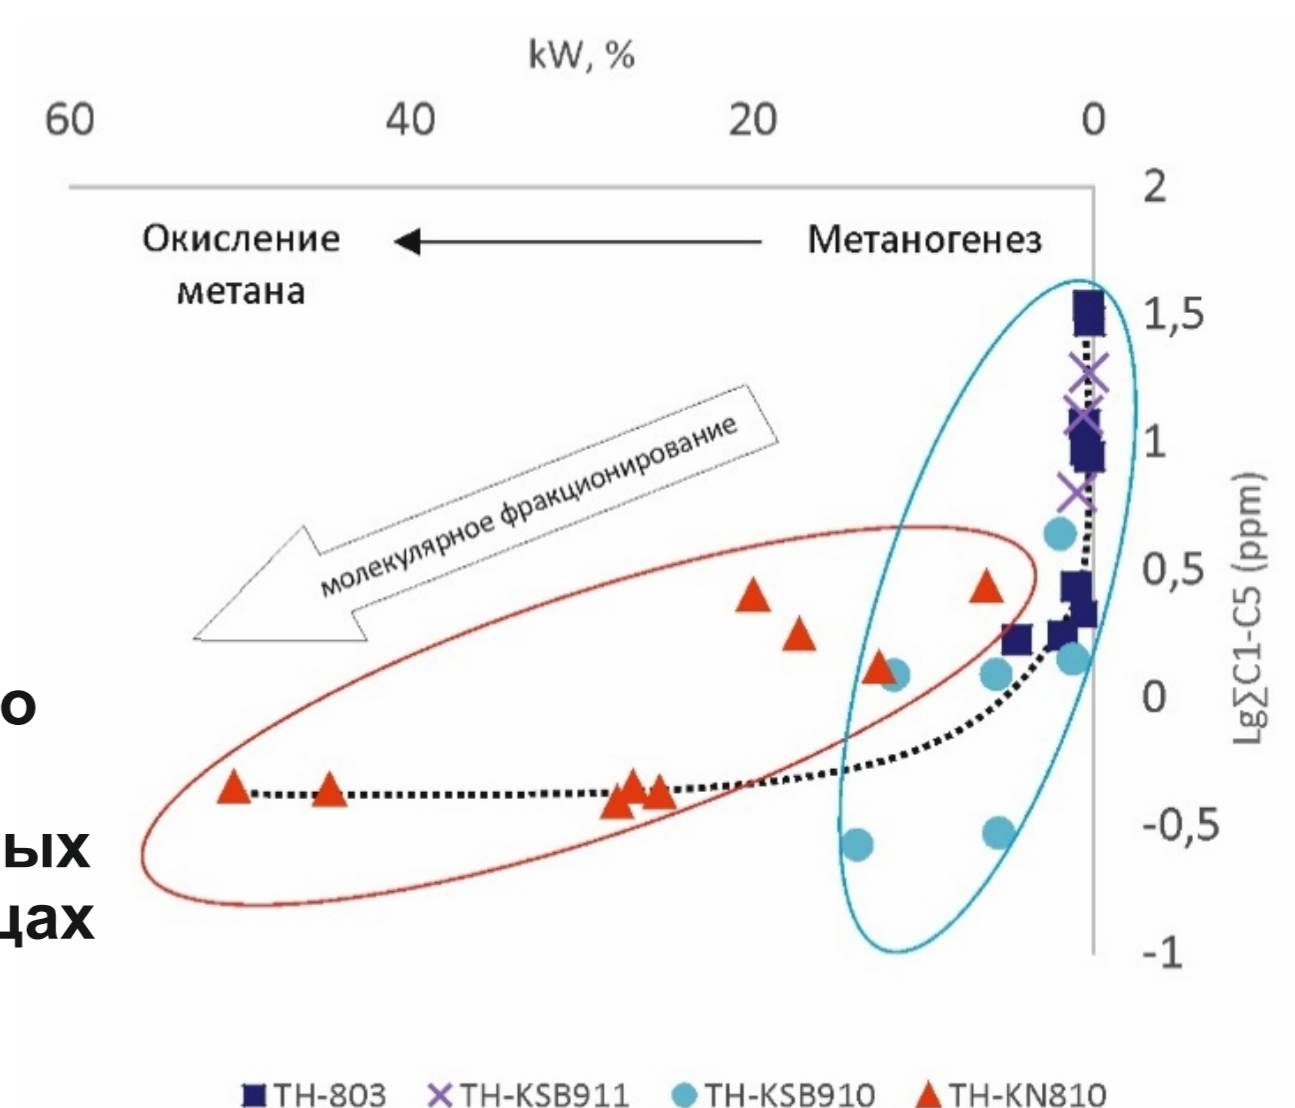 kW, %
60 40 20 0
2
Окисление
метана
Метаногенез
1,5
молекулярное фракционирование
1
0,5
Lg∑C1-C5 (ppm)
0
о
-0,5
ых
цах
-1
TH-803 TH-KSB911 TH-KSB910 TH-KN810